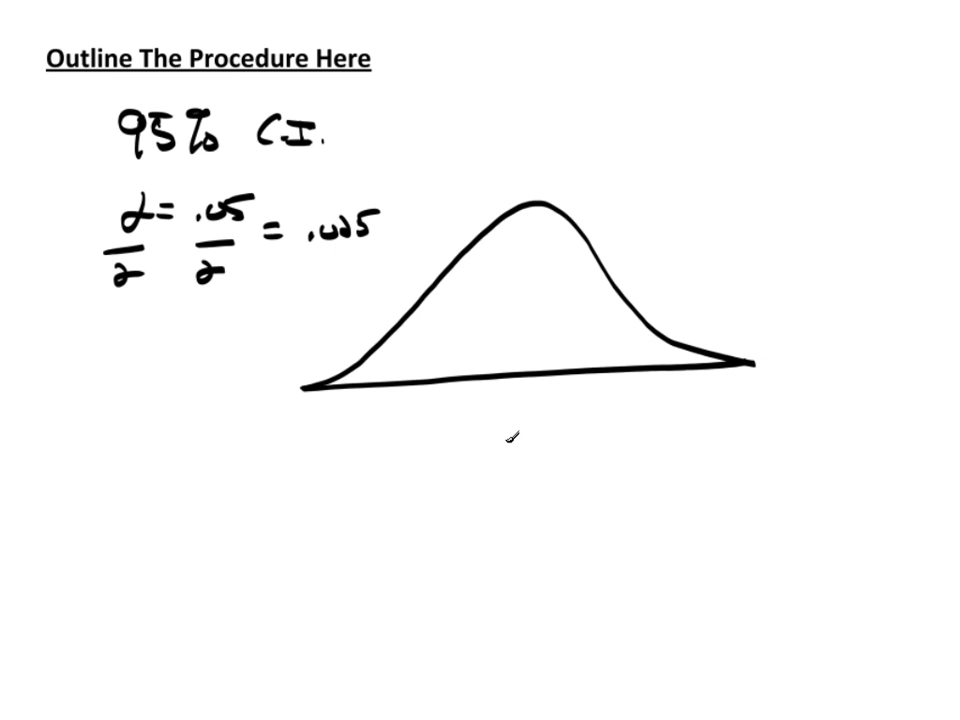 Outline The Procedure Here
95% C.I.
α/2 = .05/2 = .025